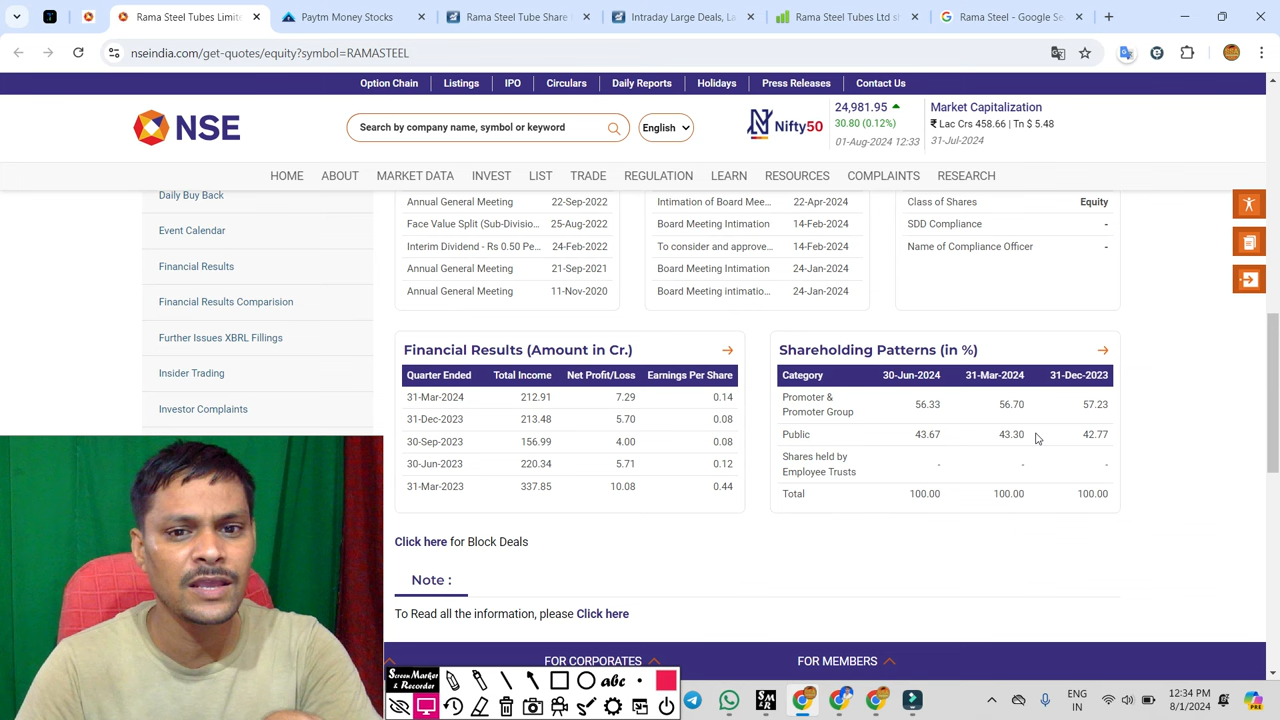 Rama Steel Tubes Limite
Paytm Money Stocks
Rama Steel Tube Share
Intraday Large Deals, La
Rama Steel Tubes Ltd s
Rama Steel - Google Se
nseindia.com/get-quotes/equity?symbol=RAMASTEEL
Option Chain
Listings
IPO
Circulars
Daily Reports
Holidays
Press Releases
Contact Us
NSE
Search by company name, symbol or keyword
English
Nifty50
24,981.95
30.80 (0.12%)
01-Aug-2024 12:33
Market Capitalization
₹ Lac Crs 458.66 | Tn $ 5.48
31-Jul-2024
HOME ABOUT MARKET DATA INVEST LIST TRADE REGULATION LEARN RESOURCES COMPLAINTS RESEARCH
Daily Buy Back
Event Calendar
Financial Results
Financial Results Comparision
Further Issues XBRL Fillings
Insider Trading
Investor Complaints
Annual General Meeting 22-Sep-2022
Face Value Split (Sub-Divisio... 25-Aug-2022
Interim Dividend - Rs 0.50 Pe... 24-Feb-2022
Annual General Meeting 21-Sep-2021
Annual General Meeting 11-Nov-2020
Intimation of Board Mee... 22-Apr-2024
Board Meeting Intimation 14-Feb-2024
To consider and approve... 14-Feb-2024
Board Meeting Intimation 24-Jan-2024
Board Meeting intimatio... 24-Jan-2024
Class of Shares Equity
SDD Compliance -
Name of Compliance Officer -
Financial Results (Amount in Cr.)
Quarter Ended Total Income Net Profit/Loss Earnings Per Share
31-Mar-2024 212.91 7.29 0.14
31-Dec-2023 213.48 5.70 0.08
30-Sep-2023 156.99 4.00 0.08
30-Jun-2023 220.34 5.71 0.12
31-Mar-2023 337.85 10.08 0.44
Shareholding Patterns (in %)
Category 30-Jun-2024 31-Mar-2024 31-Dec-2023
Promoter &
Promoter Group 56.33 56.70 57.23
Public 43.67 43.30 42.77
Shares held by
Employee Trusts - - -
Total 100.00 100.00 100.00
Click here for Block Deals
Note :
To Read all the information, please Click here
FOR CORPORATES
FOR MEMBERS
Screen Marker
& Recorder
abc
ENG
IN
12:34 PM
8/1/2024
PRE